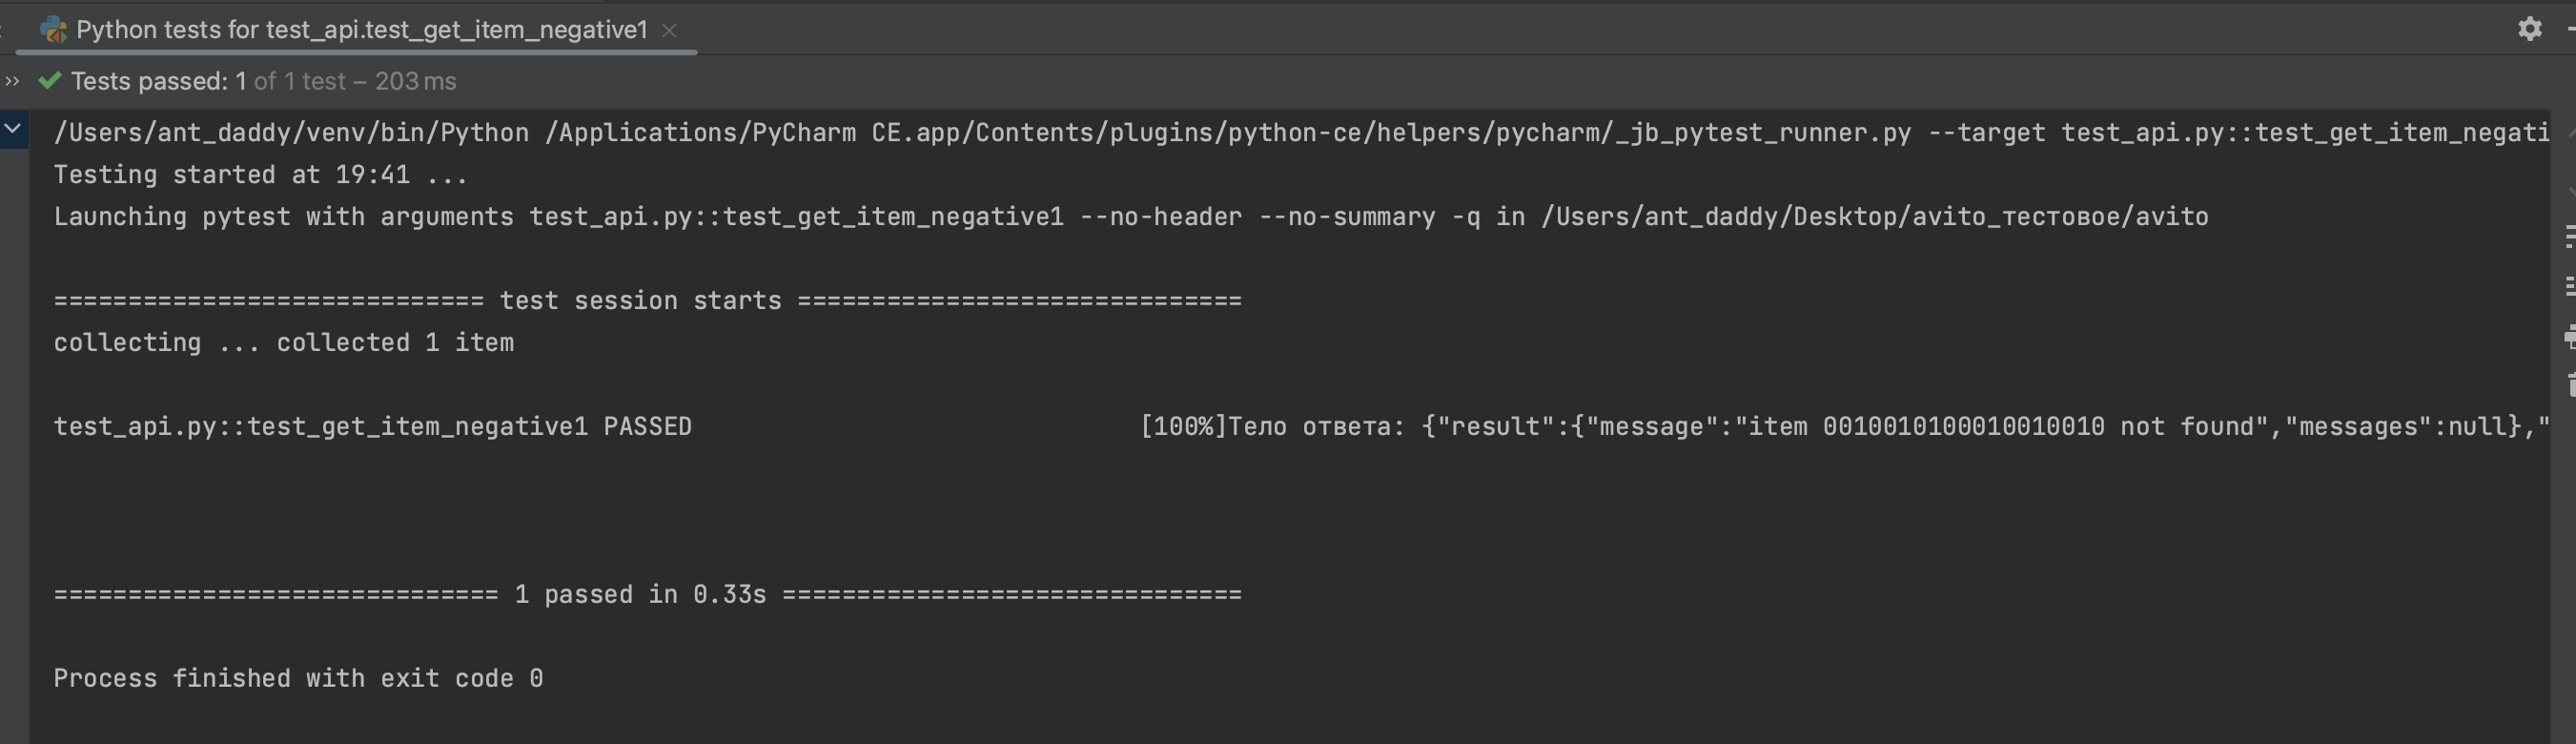 Python tests for test_api.test_get_item_negative1
Tests passed: 1 of 1 test – 203 ms
/Users/ant_daddy/venv/bin/Python /Applications/PyCharm CE.app/Contents/plugins/python-ce/helpers/pycharm/_jb_pytest_runner.py --target test_api.py::test_get_item_negati
Testing started at 19:41 ...
Launching pytest with arguments test_api.py::test_get_item_negative1 --no-header --no-summary -q in /Users/ant_daddy/Desktop/avito_тестовое/avito
============================= test session starts ==============================
collecting ... collected 1 item
test_api.py::test_get_item_negative1 PASSED [100%]Тело ответа: {"result":{"message":"item 0010010100010010010 not found","messages":null},"
============================== 1 passed in 0.33s ===============================
Process finished with exit code 0